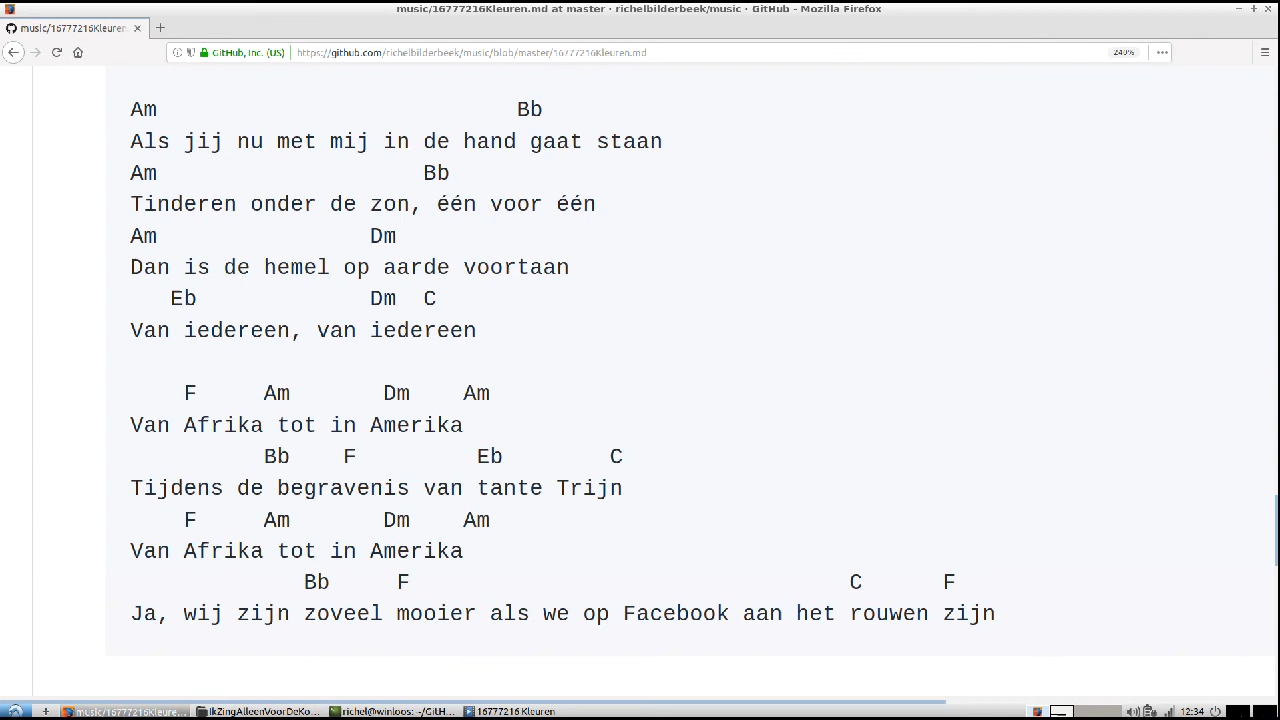 music/16777216Kleuren.md at master · richelbilderbeek/music · GitHub - Mozilla Firefox
music/16777216Kleuren
GitHub, Inc. (US) https://github.com/richelbilderbeek/music/blob/master/16777216Kleuren.md 240%
Am                           Bb
Als jij nu met mij in de hand gaat staan
Am                    Bb
Tinderen onder de zon, één voor één
Am                Dm
Dan is de hemel op aarde voortaan
   Eb             Dm  C
Van iedereen, van iedereen
    F     Am       Dm    Am
Van Afrika tot in Amerika
          Bb    F         Eb        C
Tijdens de begravenis van tante Trijn
    F     Am       Dm    Am
Van Afrika tot in Amerika
             Bb     F                                 C      F
Ja, wij zijn zoveel mooier als we op Facebook aan het rouwen zijn
music/16777216Kleure... IkZingAlleenVoorDeKo... richel@winloos: ~/GitH... 16777216 Kleuren 12:34